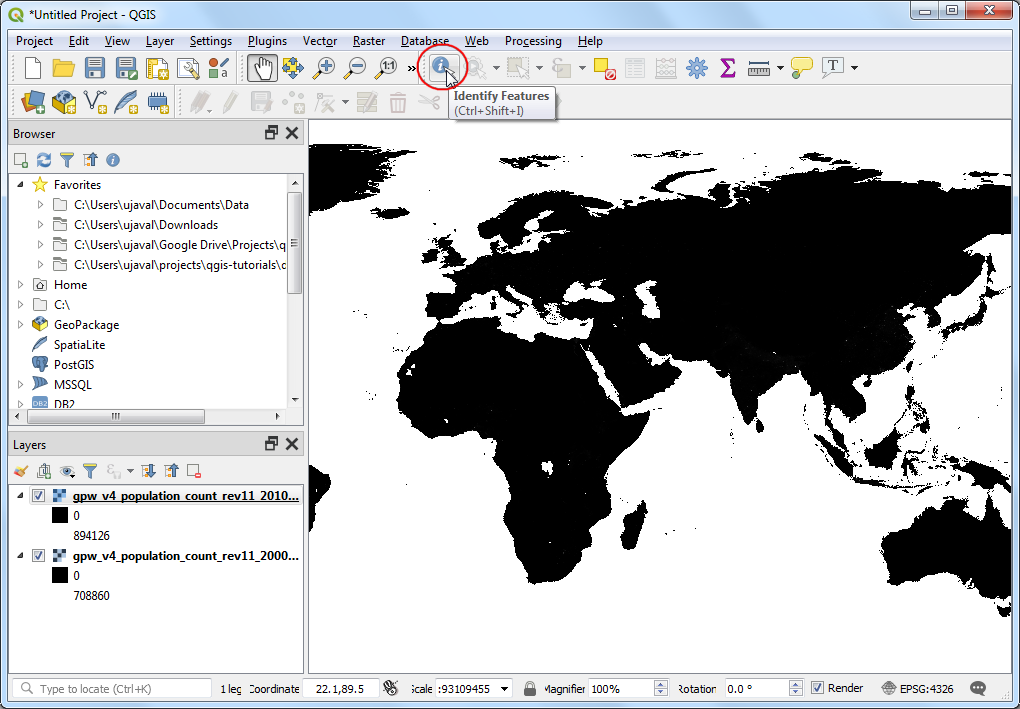 *Untitled Project - QGIS
Project Edit View Layer Settings Plugins Vector Raster Database Web Processing Help
1:1 » T
Identify Features
(Ctrl+Shift+I)
Browser
Favorites
C:\Users\ujaval\Documents\Data
C:\Users\ujaval\Downloads
C:\Users\ujaval\Google Drive\Projects\q
C:\Users\ujaval\projects\qgis-tutorials\c
Home
C:\
GeoPackage
SpatiaLite
PostGIS
MSSQL
DB2 DB2
Layers
gpw_v4_population_count_rev11_2010...
0
894126
gpw_v4_population_count_rev11_2000...
0
708860
Type to locate (Ctrl+K) 1 leg Coordinate 22.1,89.5 Scale :93109455 Magnifier 100% Rotation 0.0 ° Render EPSG:4326